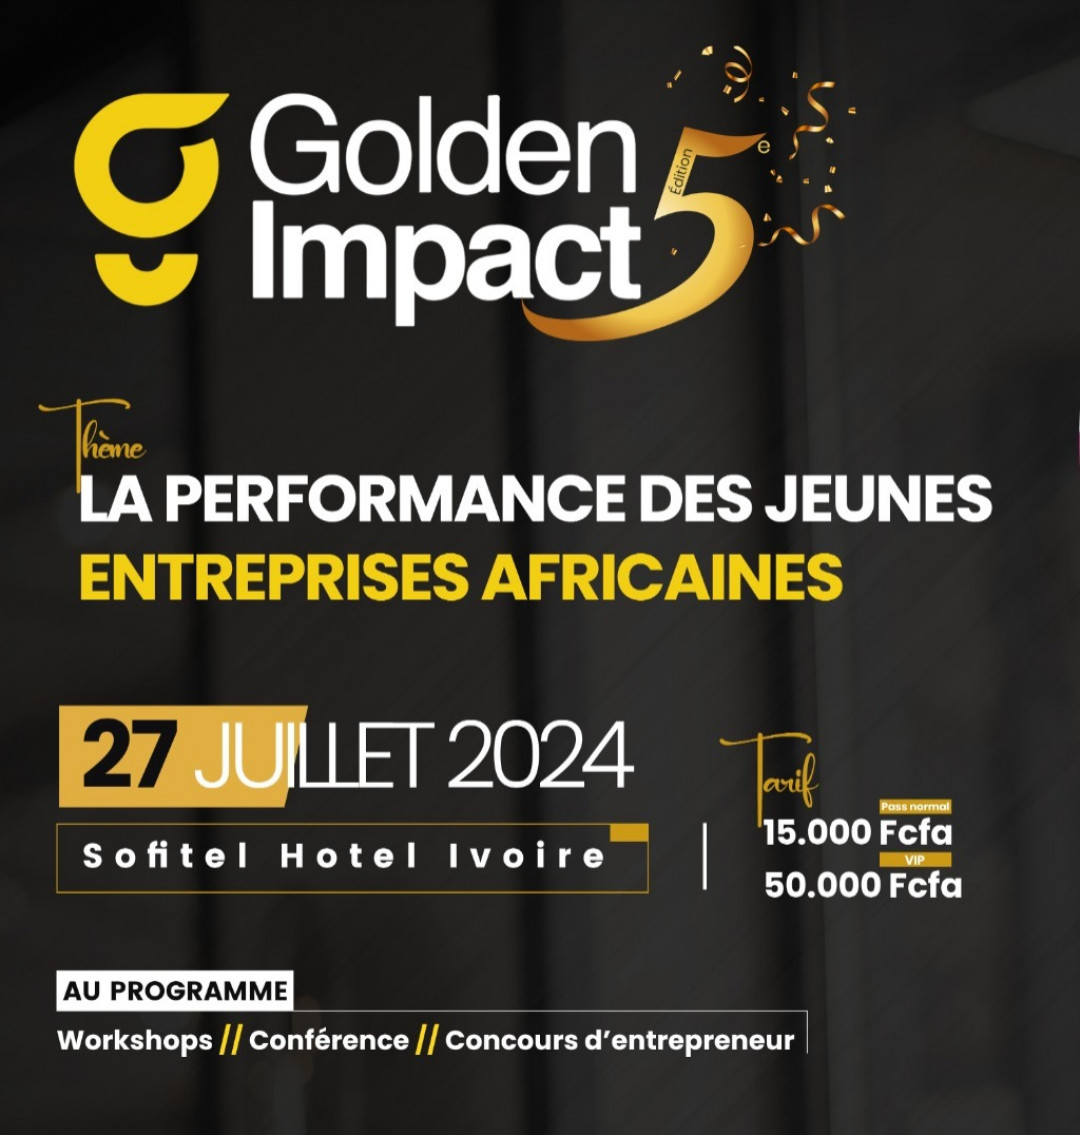 Golden
Impact
5e
Édition
Thème
LA PERFORMANCE DES JEUNES
ENTREPRISES AFRICAINES
27 JUILLET 2024
Sofitel Hotel Ivoire
Tarif
Pass normal
15.000 Fcfa
VIP
50.000 Fcfa
AU PROGRAMME
Workshops // Conférence // Concours d’entrepreneur